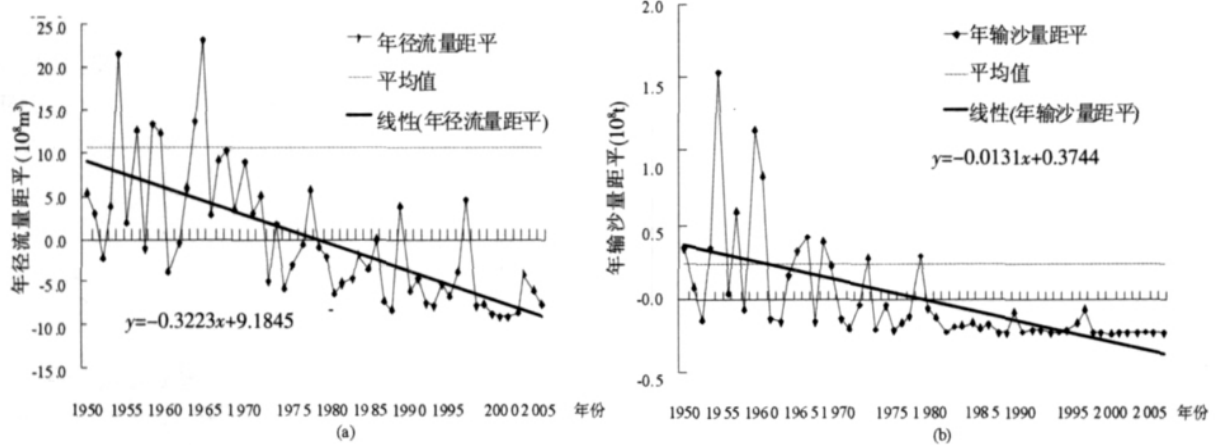 25.0
20.0
15.0
10.0
5.0
0.0
-5.0
-10.0
-15.0
年径流量距平(10⁸m³)
年径流量距平
平均值
线性(年径流量距平)
y=-0.3223x+9.1845
1950 1955 1960 1965 1970 1975 1980 1985 1990 1995 2000 2005 年份
(a)
2.0
1.5
1.0
0.5
-0.0
-0.5
年输沙量距平(10⁸t)
年输沙量距平
平均值
线性(年输沙量距平)
y=-0.0131x+0.3744
1950 1955 1960 1965 1970 1975 1980 1985 1990 1995 2000 2005 年份
(b)